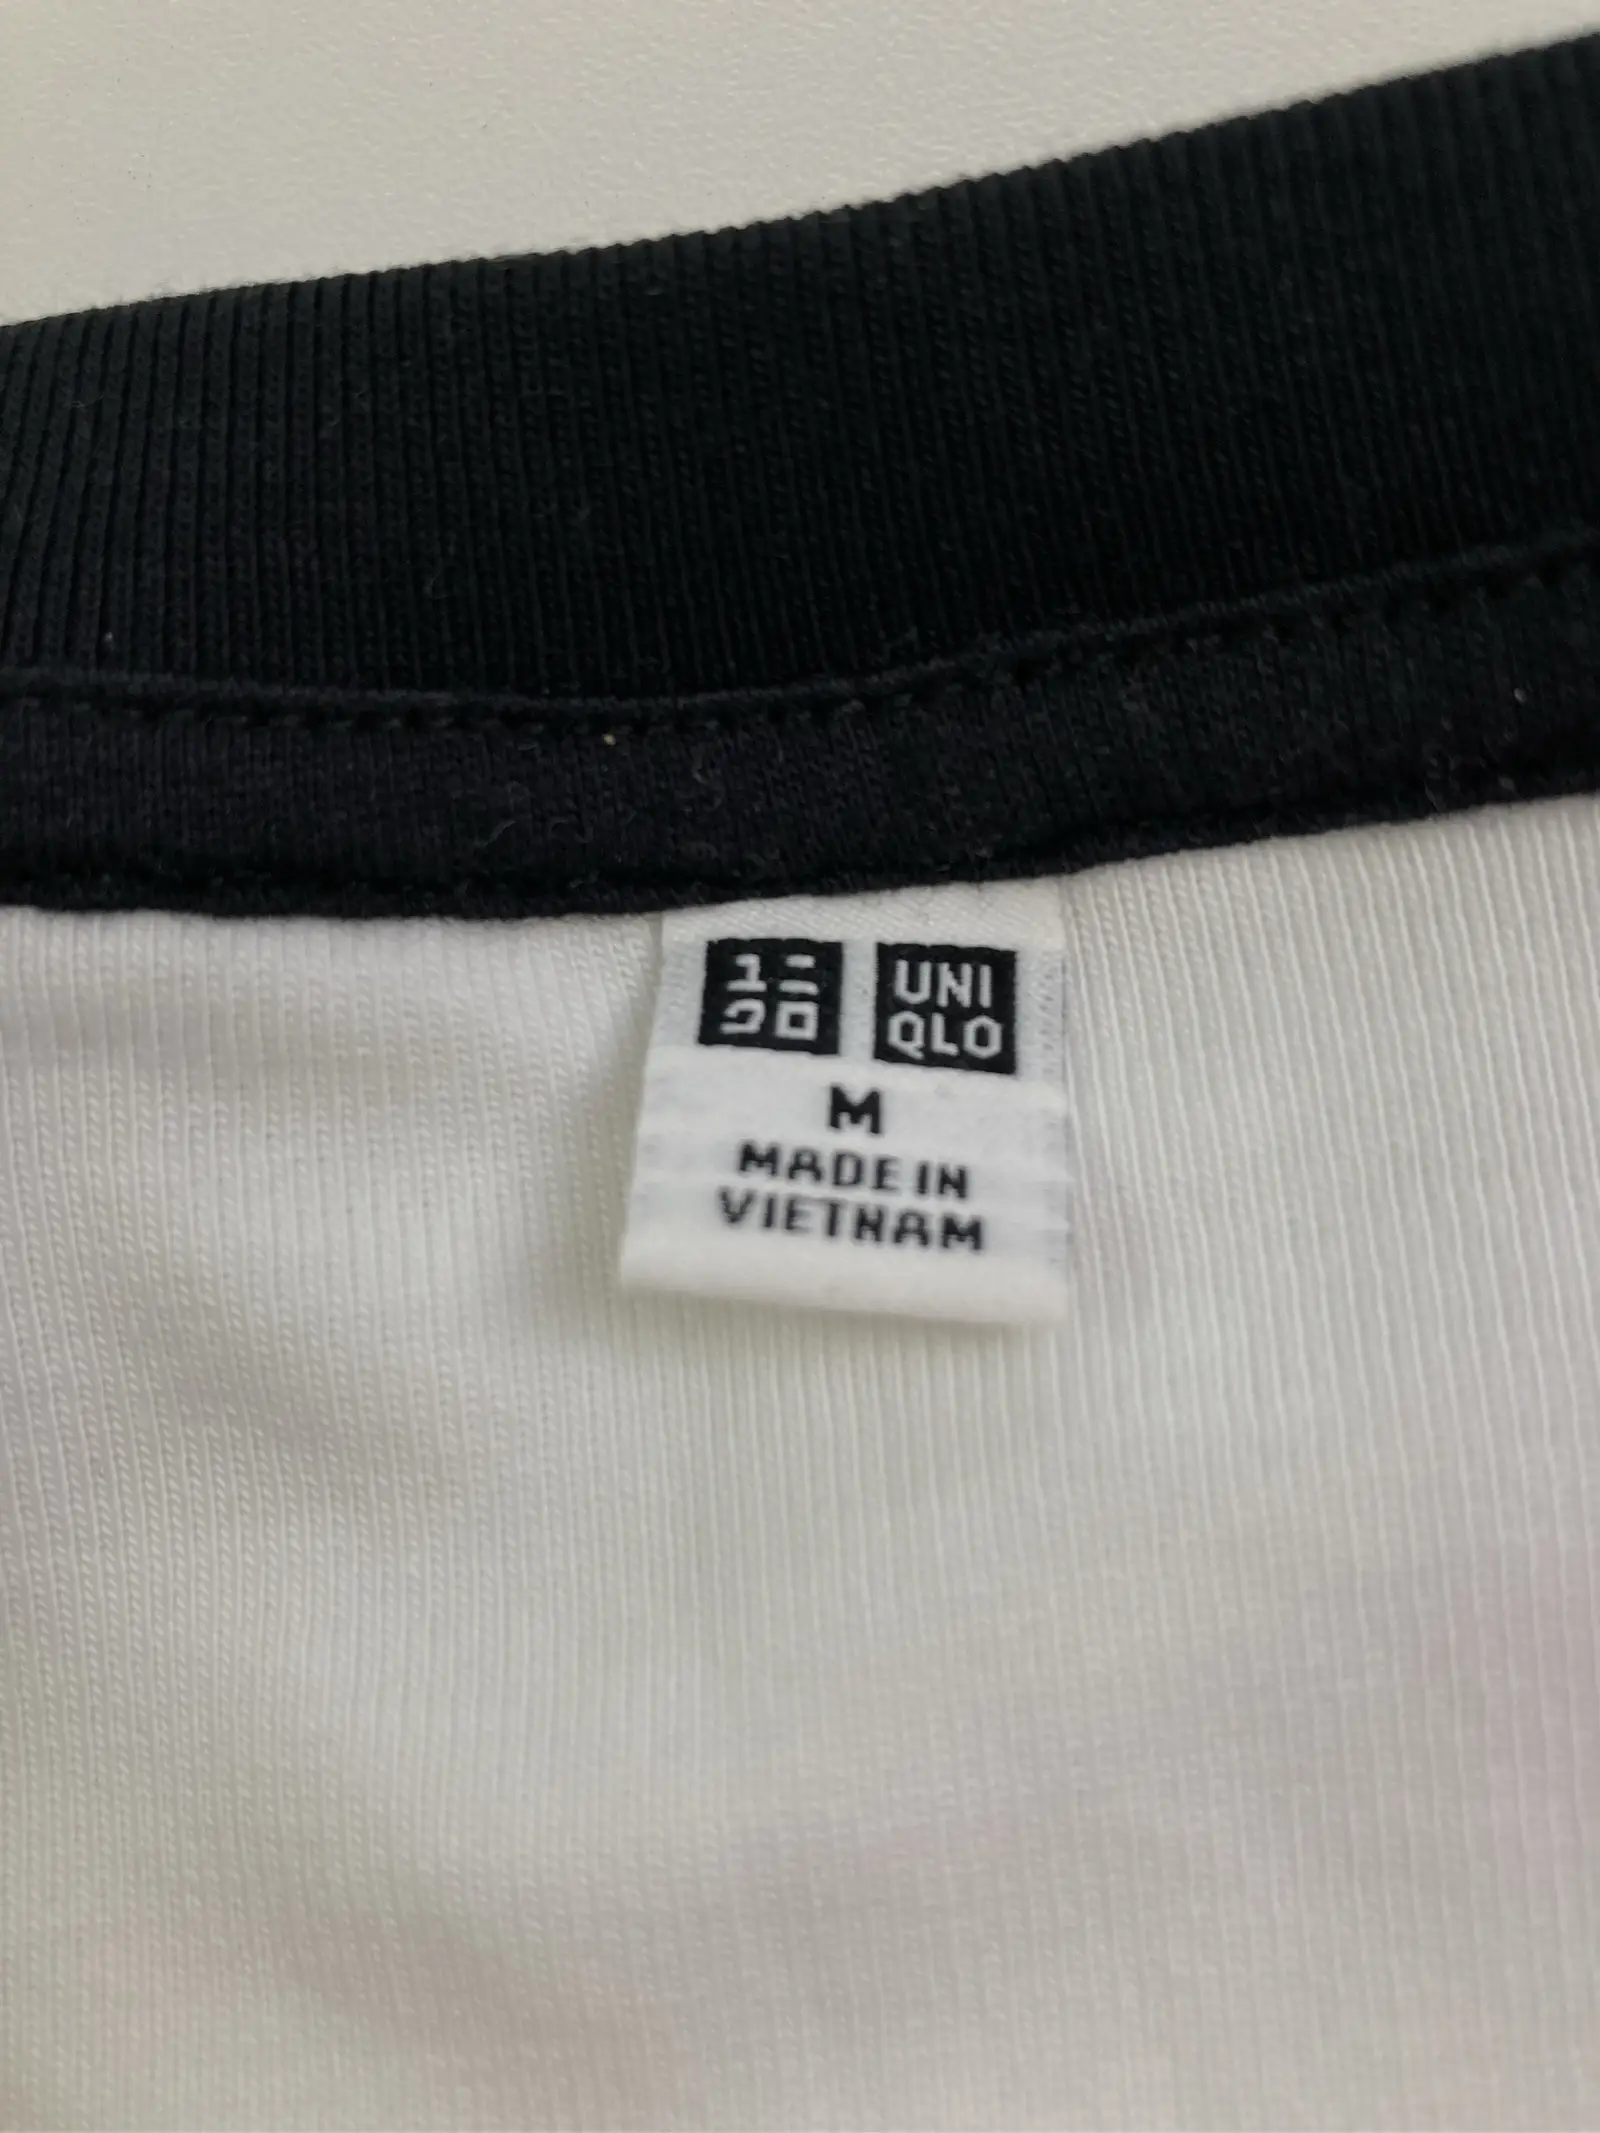 ユニ UNI
クロ QLO
M
MADE IN
VIETNAM